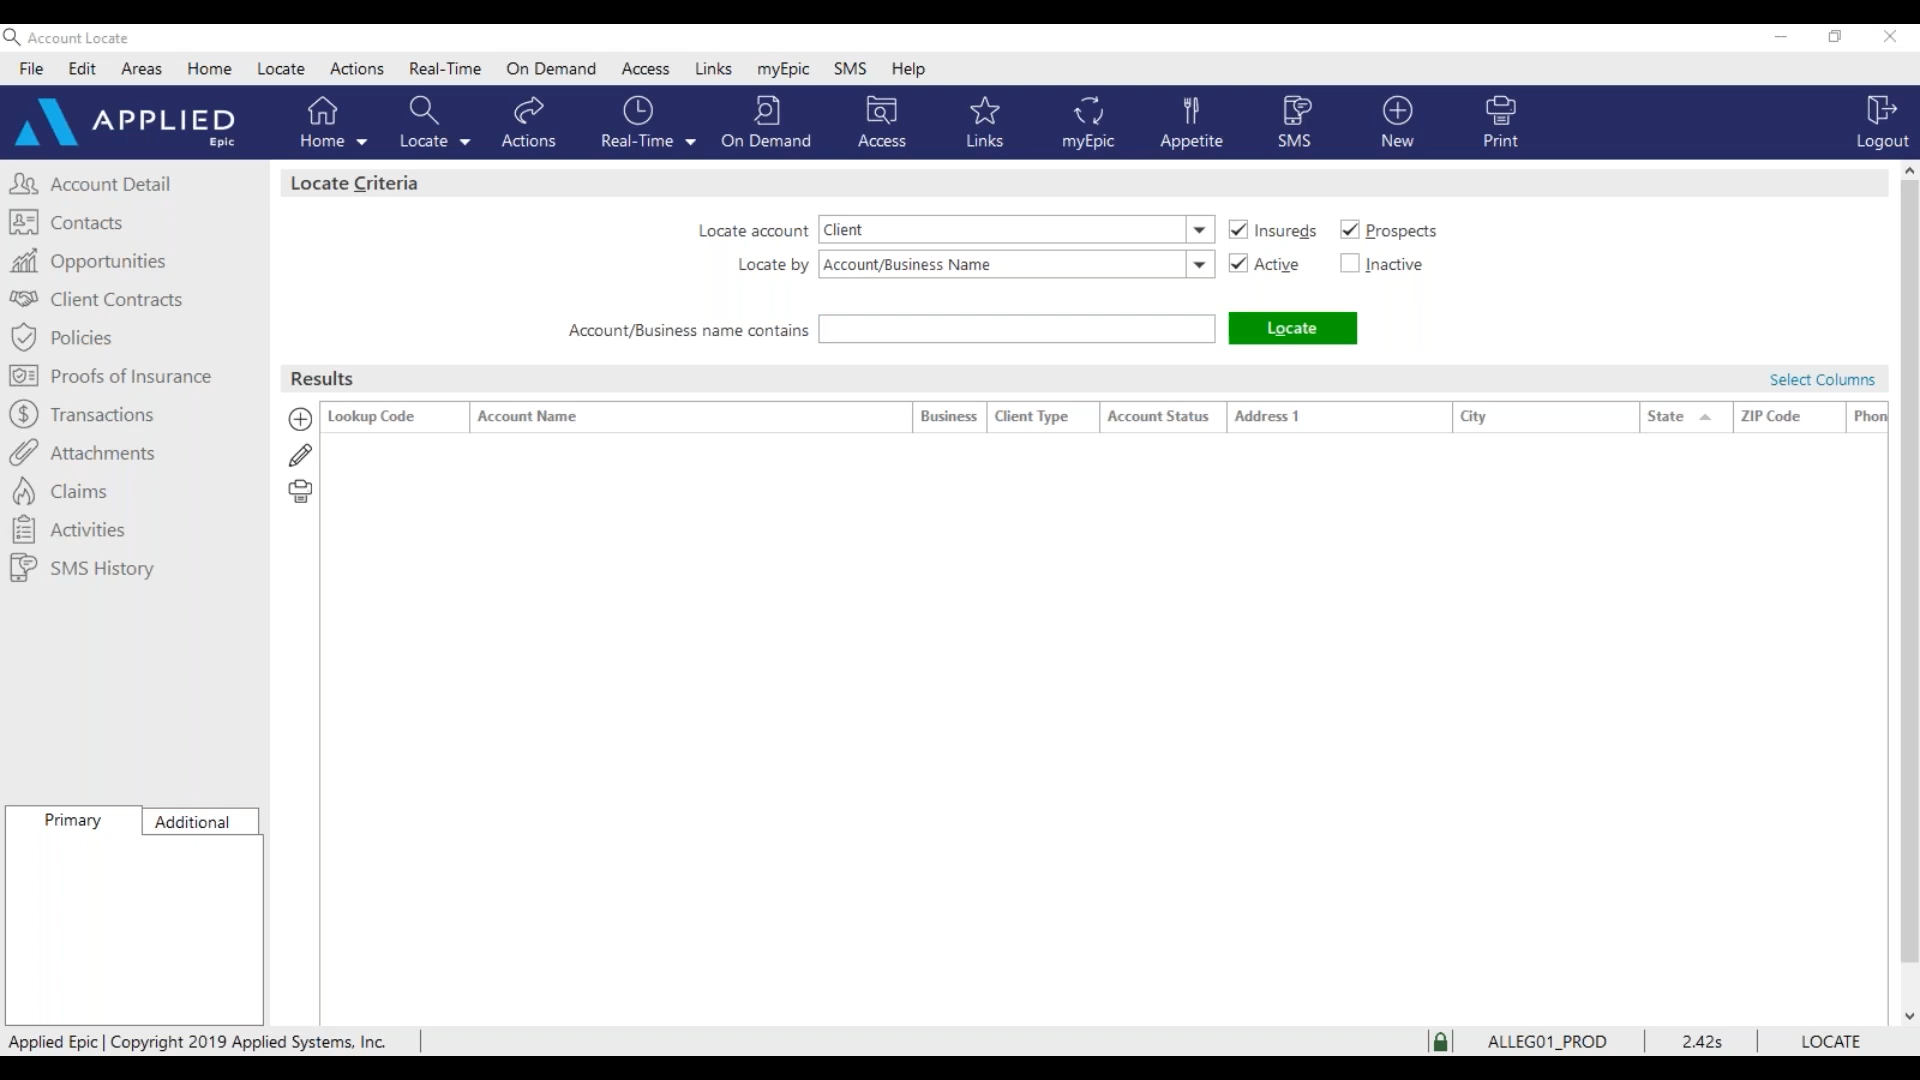 Account Locate
File Edit Areas Home Locate Actions Real-Time On Demand Access Links myEpic SMS Help
APPLIED
Epic
Home Locate Actions Real-Time On Demand Access Links myEpic Appetite SMS New Print Logout
Account Detail
Contacts
Opportunities
Client Contracts
Policies
Proofs of Insurance
Transactions
Attachments
Claims
Activities
SMS History
Primary Additional
Locate Criteria
Locate account Client Insureds Prospects
Locate by Account/Business Name Active Inactive
Account/Business name contains Locate
Results Select Columns
Lookup Code Account Name Business Client Type Account Status Address 1 City State ZIP Code Phon
Applied Epic | Copyright 2019 Applied Systems, Inc. ALLEG01_PROD 2.42s LOCATE